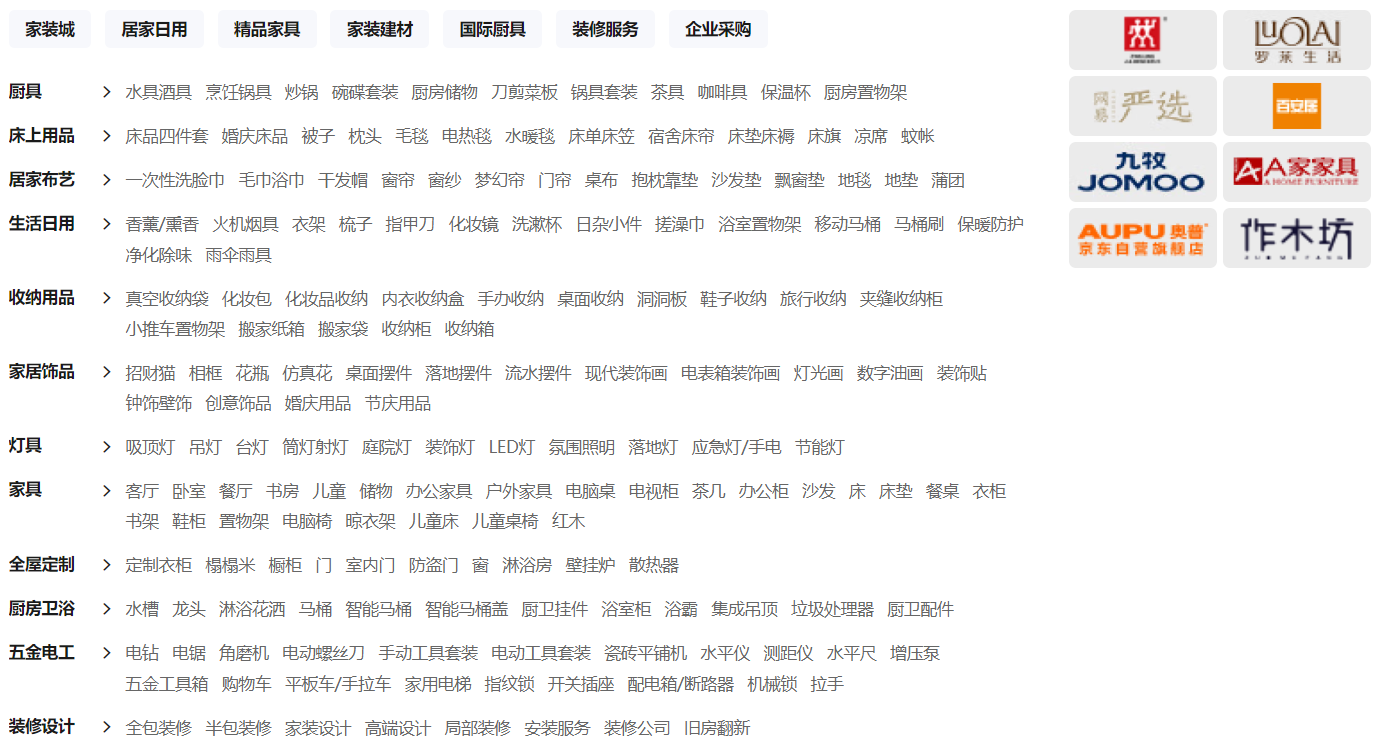 家装城 居家日用 精品家具 家装建材 国际厨具 装修服务 企业采购
厨具 > 水具酒具 烹饪锅具 炒锅 碗碟套装 厨房储物 刀剪菜板 锅具套装 茶具 咖啡具 保温杯 厨房置物架
床上用品 > 床品四件套 婚庆床品 被子 枕头 毛毯 电热毯 水暖毯 床单床笠 宿舍床帘 床垫床褥 床旗 凉席 蚊帐
居家布艺 > 一次性洗脸巾 毛巾浴巾 干发帽 窗帘 窗纱 梦幻帘 门帘 桌布 抱枕靠垫 沙发垫 飘窗垫 地毯 地垫 蒲团
生活日用 > 香薰/熏香 火机烟具 衣架 梳子 指甲刀 化妆镜 洗漱杯 日杂小件 搓澡巾 浴室置物架 移动马桶 马桶刷 保暖防护
净化除味 雨伞雨具
收纳用品 > 真空收纳袋 化妆包 化妆品收纳 内衣收纳盒 手办收纳 桌面收纳 洞洞板 鞋子收纳 旅行收纳 夹缝收纳柜
小推车置物架 搬家纸箱 搬家袋 收纳柜 收纳箱
家居饰品 > 招财猫 相框 花瓶 仿真花 桌面摆件 落地摆件 流水摆件 现代装饰画 电表箱装饰画 灯光画 数字油画 装饰贴
钟饰壁饰 创意饰品 婚庆用品 节庆用品
灯具 > 吸顶灯 吊灯 台灯 筒灯射灯 庭院灯 装饰灯 LED灯 氛围照明 落地灯 应急灯/手电 节能灯
家具 > 客厅 卧室 餐厅 书房 儿童 储物 办公家具 户外家具 电脑桌 电视柜 茶几 办公柜 沙发 床 床垫 餐桌 衣柜
书架 鞋柜 置物架 电脑椅 晾衣架 儿童床 儿童桌椅 红木
全屋定制 > 定制衣柜 榻榻米 橱柜 门 室内门 防盗门 窗 淋浴房 壁挂炉 散热器
厨房卫浴 > 水槽 龙头 淋浴花洒 马桶 智能马桶 智能马桶盖 厨卫挂件 浴室柜 浴霸 集成吊顶 垃圾处理器 厨卫配件
五金电工 > 电钻 电锯 角磨机 电动螺丝刀 手动工具套装 电动工具套装 瓷砖平铺机 水平仪 测距仪 水平尺 增压泵
五金工具箱 购物车 平板车/手拉车 家用电梯 指纹锁 开关插座 配电箱/断路器 机械锁 拉手
装修设计 > 全包装修 半包装修 家装设计 高端设计 局部装修 安装服务 装修公司 旧房翻新
LUOLAI
罗莱生活
网易严选
百安居
九牧
JOMOO
A家家具
A HOME FURNITURE
AUPU 奥普
京东自营旗舰店
作木坊